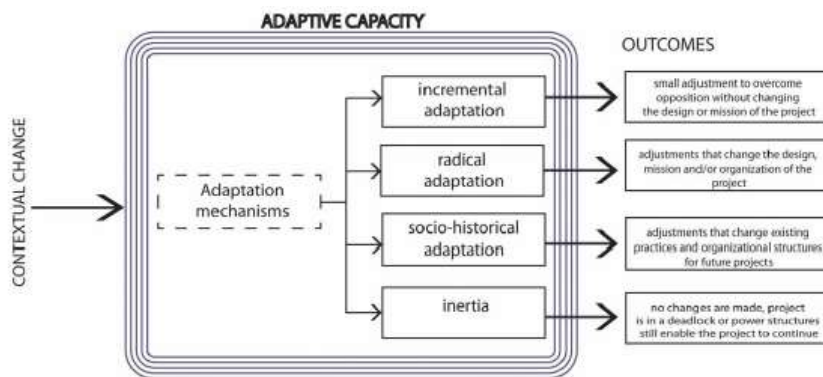 ADAPTIVE CAPACITY
OUTCOMES
CONTEXTUAL CHANGE
Adaptation
mechanisms
incremental
adaptation
small adjustment to overcome
opposition without changing
the design or mission of the project
radical
adaptation
adjustments that change the design,
mission and/or organization of the
project
socio-historical
adaptation
adjustments that change existing
practices and organizational structures
for future projects
inertia
no changes are made, project
is in a deadlock or power structures
still enable the project to continue